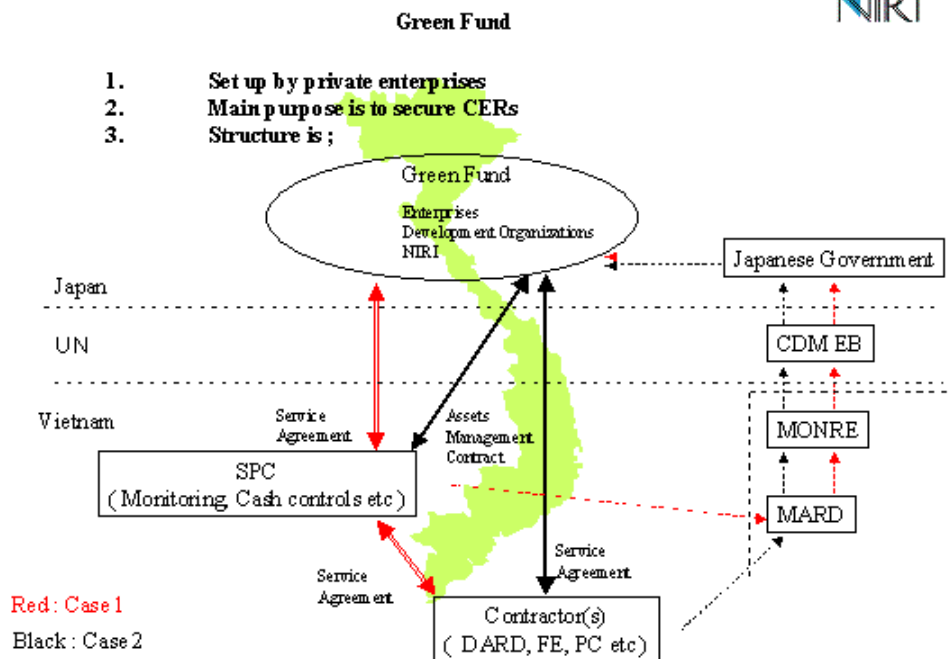 NIRI
Green Fund
1. Set up by private enterprises
2. Main purpose is to secure CERs
3. Structure is ;
Green Fund
Enterprises
Development Organizations
NIRI
Japanese Government
Japan
UN
CDM EB
Vietnam
Service
Agreement
Assets
Management
Contract
MONRE
SPC
( Monitoring, Cash controls etc)
MARD
Service
Agreement
Service
Agreement
Red : Case 1
Black : Case 2
Contractor(s)
( DARD, FE, PC etc)